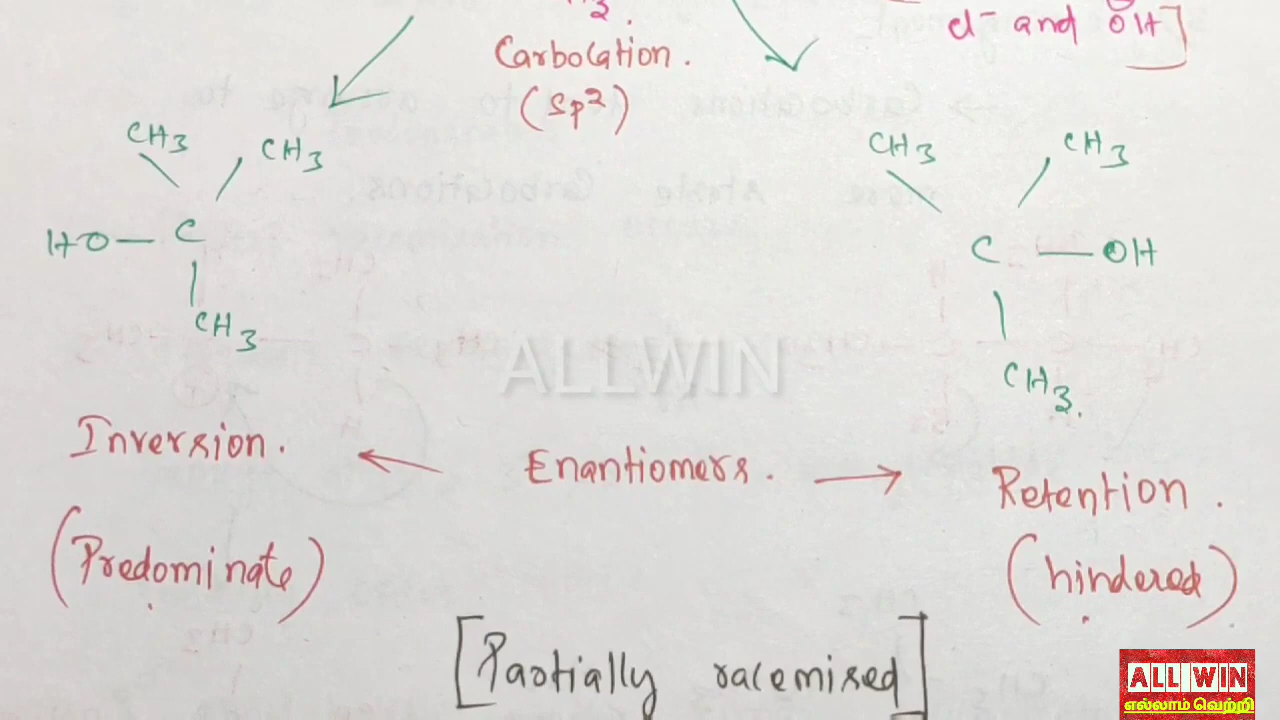 Cl⁻ and OH]
Carbocation.
(Sp²)
CH3 CH3
HO — C
CH3
CH3 CH3
C — OH
CH3.
ALLWIN
Inversion. ← Enantiomers. → Retention.
(Predominate) (hindered)
[Partially racemised]
ALL WIN
எல்லாம் வெற்றி